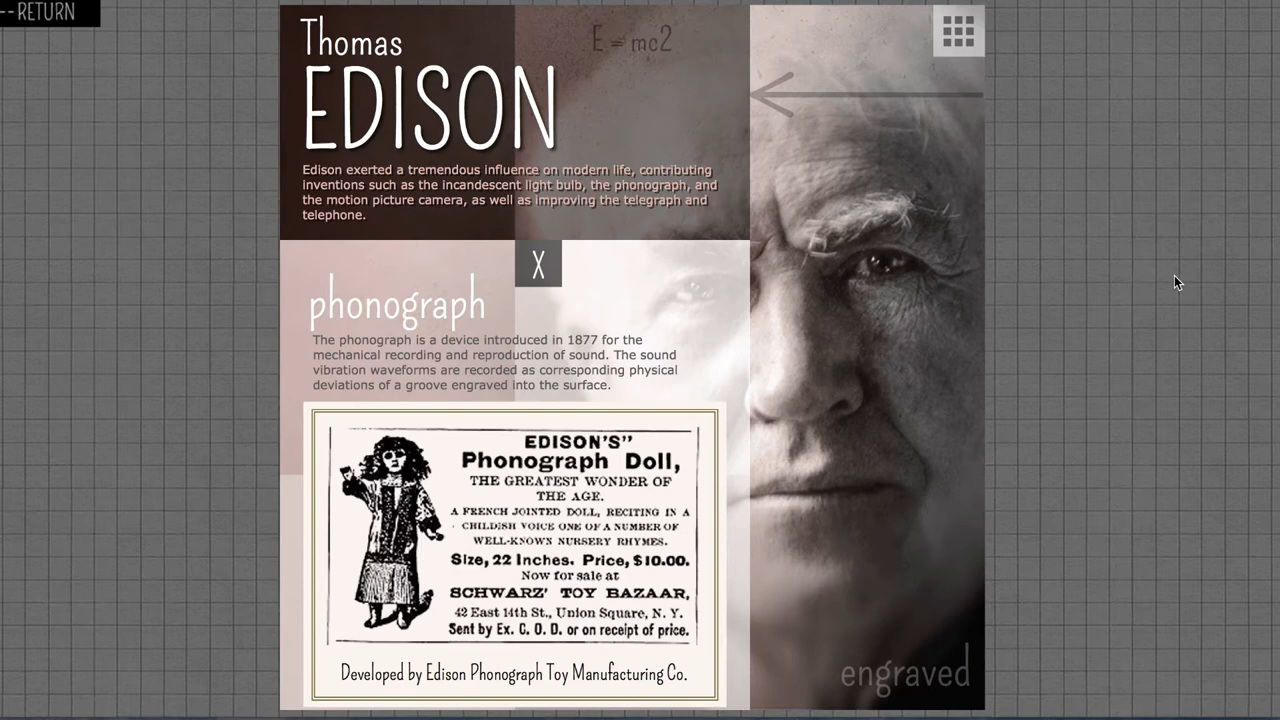 --RETURN
E = mc2
Thomas
EDISON
Edison exerted a tremendous influence on modern life, contributing
inventions such as the incandescent light bulb, the phonograph, and
the motion picture camera, as well as improving the telegraph and
telephone.
X
phonograph
The phonograph is a device introduced in 1877 for the
mechanical recording and reproduction of sound. The sound
vibration waveforms are recorded as corresponding physical
deviations of a groove engraved into the surface.
EDISON'S”
Phonograph Doll,
THE GREATEST WONDER OF
THE AGE.
A FRENCH JOINTED DOLL, RECITING IN A
CHILDISH VOICE ONE OF A NUMBER OF
WELL-KNOWN NURSERY RHYMES.
Size, 22 Inches. Price, $10.00.
Now for sale at
SCHWARZ' TOY BAZAAR,
42 East 14th St., Union Square, N. Y.
Sent by Ex. C. O. D. or on receipt of price.
Developed by Edison Phonograph Toy Manufacturing Co.
engraved